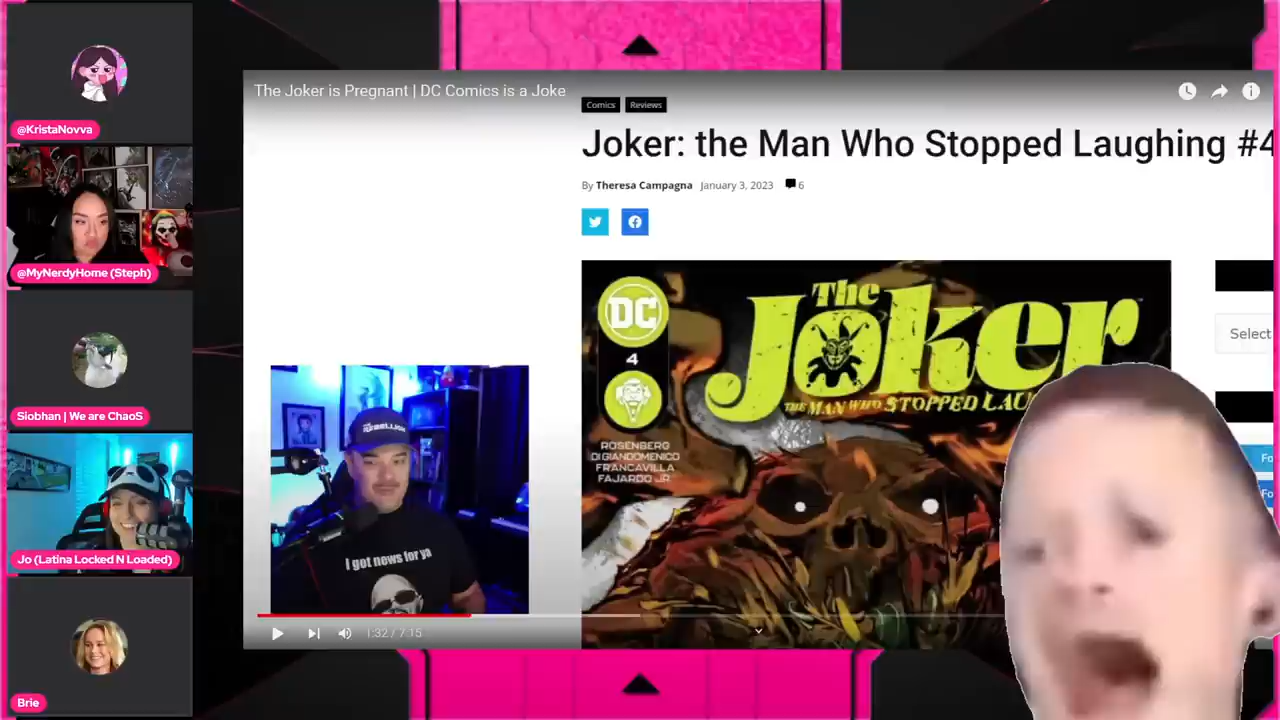 @KristaNovva
@MyNerdyHome (Steph)
Siobhan | We are ChaoS
Jo (Latina Locked N Loaded)
Brie
The Joker is Pregnant | DC Comics is a Joke
Comics Reviews
Joker: the Man Who Stopped Laughing #4
By Theresa Campagna January 3, 2023 6
DC
4
The
Joker
THE MAN WHO STOPPED LAU
ROSENBERG
DI GIANDOMENICO
FRANCAVILLA
FAJARDO JR.
Select
Fo
Fo
REBELLION
I got news for ya
1:32 / 7:15